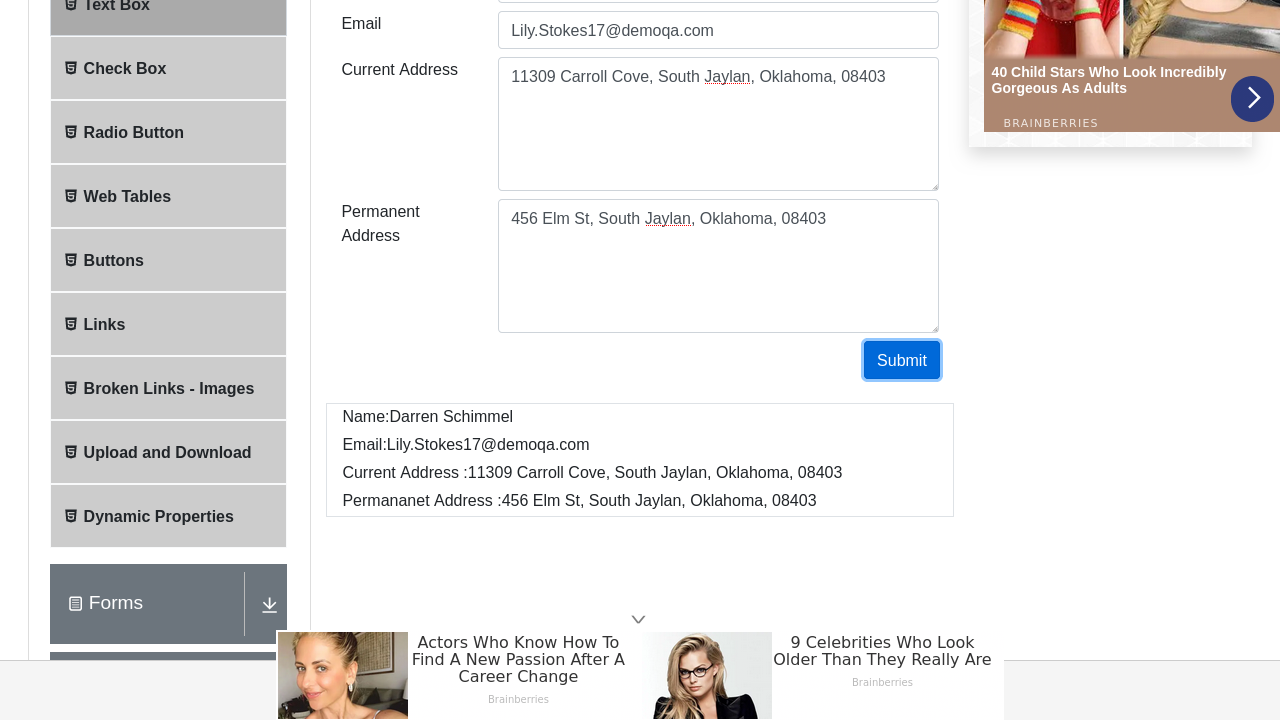 Text Box
Check Box
Radio Button
Web Tables
Buttons
Links
Broken Links - Images
Upload and Download
Dynamic Properties
Forms
Email
Lily.Stokes17@demoqa.com
Current Address
11309 Carroll Cove, South Jaylan, Oklahoma, 08403
Permanent
Address
456 Elm St, South Jaylan, Oklahoma, 08403
Submit
Name:Darren Schimmel
Email:Lily.Stokes17@demoqa.com
Current Address :11309 Carroll Cove, South Jaylan, Oklahoma, 08403
Permananet Address :456 Elm St, South Jaylan, Oklahoma, 08403
40 Child Stars Who Look Incredibly
Gorgeous As Adults
BRAINBERRIES
Actors Who Know How To
Find A New Passion After A
Career Change
Brainberries
9 Celebrities Who Look
Older Than They Really Are
Brainberries